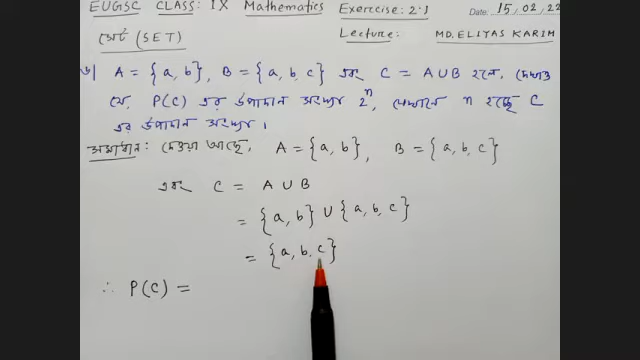 EUGSC CLASS: IX Mathematics Exercise: 2.1 Date: 15/02/22
সেট (SET) Lecture: MD. ELIYAS KARIM
৬| A = {a, b}, B = {a, b, c} এবং C = A ∪ B হলে, দেখাও
যে, P(C) এর উপাদান সংখ্যা 2ⁿ, যেখানে n হচ্ছে C
এর উপাদান সংখ্যা।
সমাধান: দেওয়া আছে, A = {a, b}, B = {a, b, c}
এবং C = A ∪ B
= {a, b} ∪ {a, b, c}
= {a, b, c}
∴ P(C) =